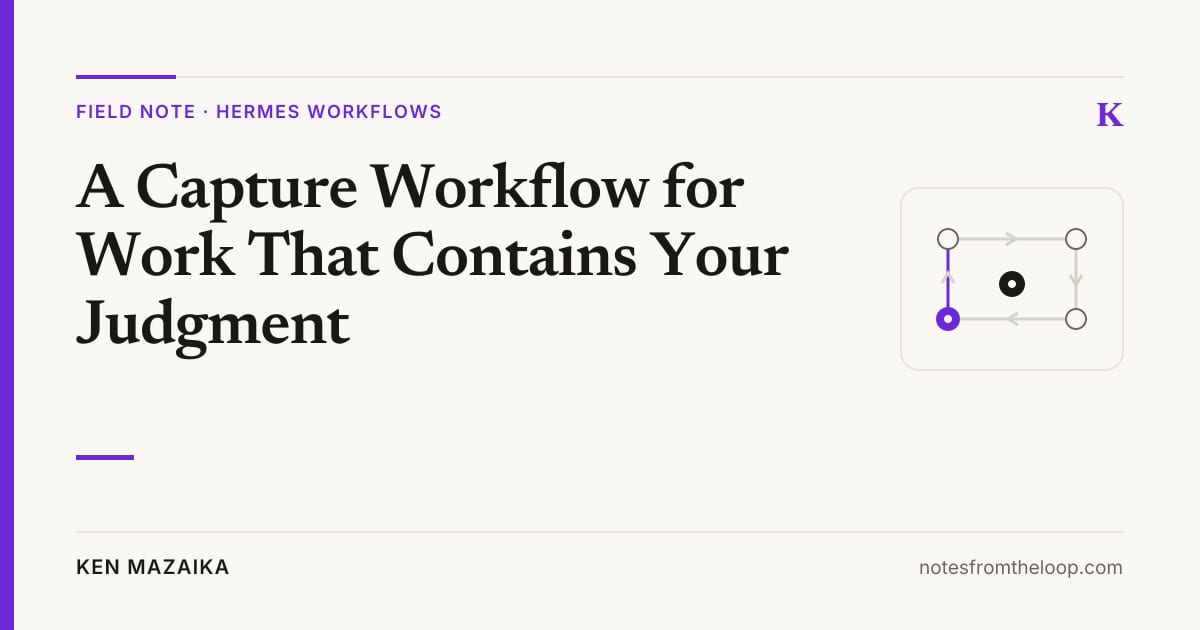 FIELD NOTE · HERMES WORKFLOWS
K
A Capture Workflow for
Work That Contains Your
Judgment
KEN MAZAIKA
notesfromtheloop.com